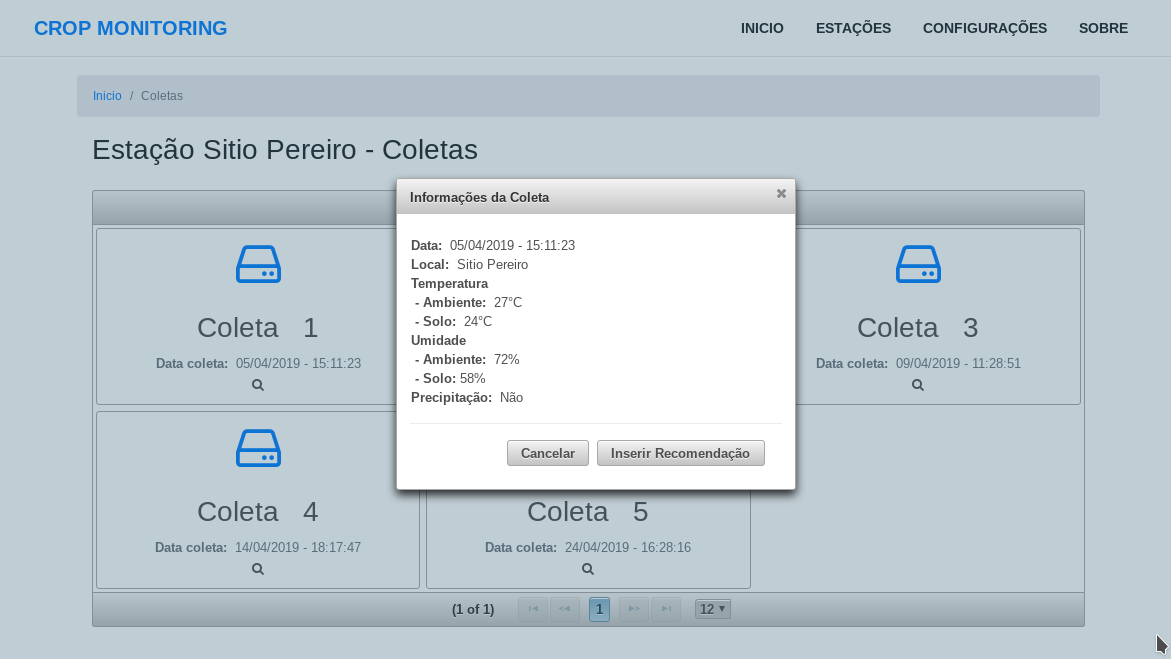 CROP MONITORING
INICIO ESTAÇÕES CONFIGURAÇÕES SOBRE
Inicio / Coletas
Estação Sitio Pereiro - Coletas
Informações da Coleta
Data: 05/04/2019 - 15:11:23
Local: Sitio Pereiro
Temperatura
- Ambiente: 27°C
- Solo: 24°C
Umidade
- Ambiente: 72%
- Solo: 58%
Precipitação: Não
Cancelar Inserir Recomendação
Coleta 1
Data coleta: 05/04/2019 - 15:11:23
Coleta 3
Data coleta: 09/04/2019 - 11:28:51
Coleta 4
Data coleta: 14/04/2019 - 18:17:47
Coleta 5
Data coleta: 24/04/2019 - 16:28:16
(1 of 1) 1 12